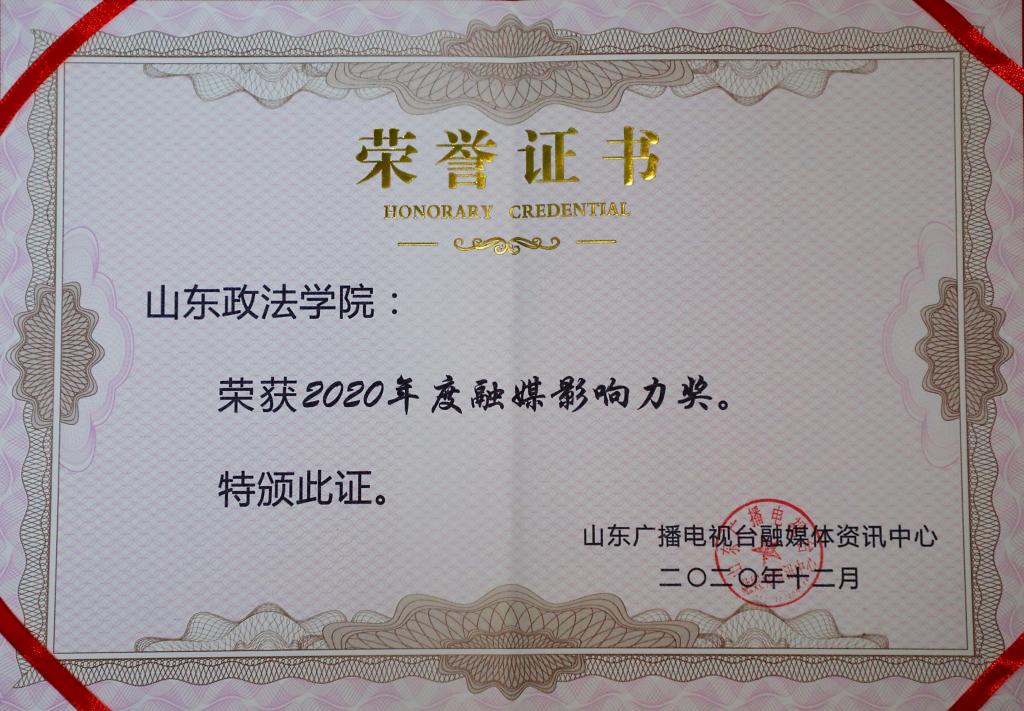 荣誉证书
HONORARY CREDENTIAL
山东政法学院：
荣获2020年度融媒影响力奖。
特颁此证。
山东广播电视台融媒体资讯中心
二〇二〇年十二月